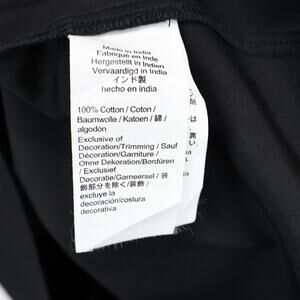 Made in India
Fabriqué en Inde
Hergestellt in Indien
Vervaardigd in India
インド製
hecho en india
100% Cotton / Coton /
Baumwolle / Katoen / 綿 /
algodón
Exclusive of
Décoration/Trimming / Sauf
Décoration/Garniture /
Ohne Dekoration/Bordüren
/ Exclusief
Decoratie/Garneersel / 装
飾部分を除く/装飾 /
excluye la
decoración/costura
decorativa